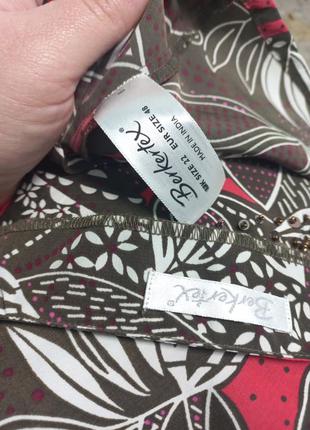 Berkertex®
UK SIZE 22
EUR SIZE 48
MADE IN INDIA
Berkertex